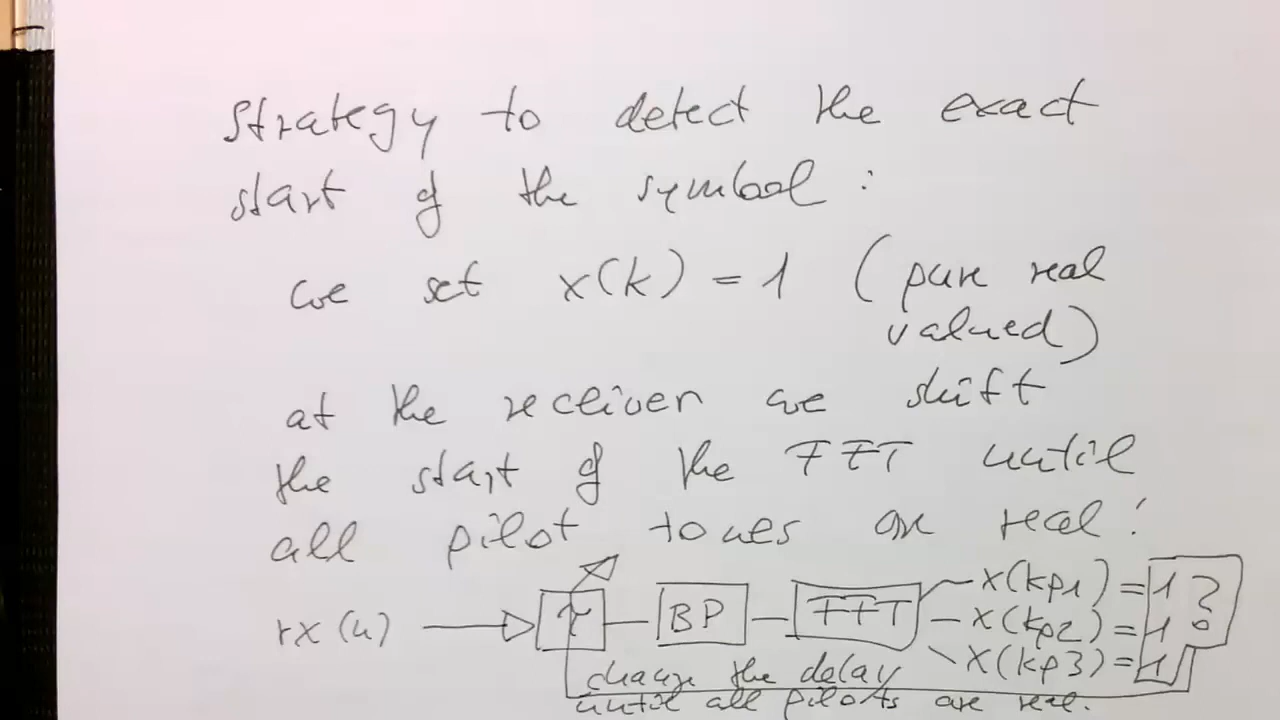 Strategy to detect the exact
start of the symbol :
we set x(k) = 1 (pure real
valued)
at the receiver we shift
the start of the FFT until
all pilot tones are real!
rx(n) τ BP FFT X(kp1) = 1 ?
X(kp2) = 1
X(kp3) = 1
change the delay
until all pilots are real.